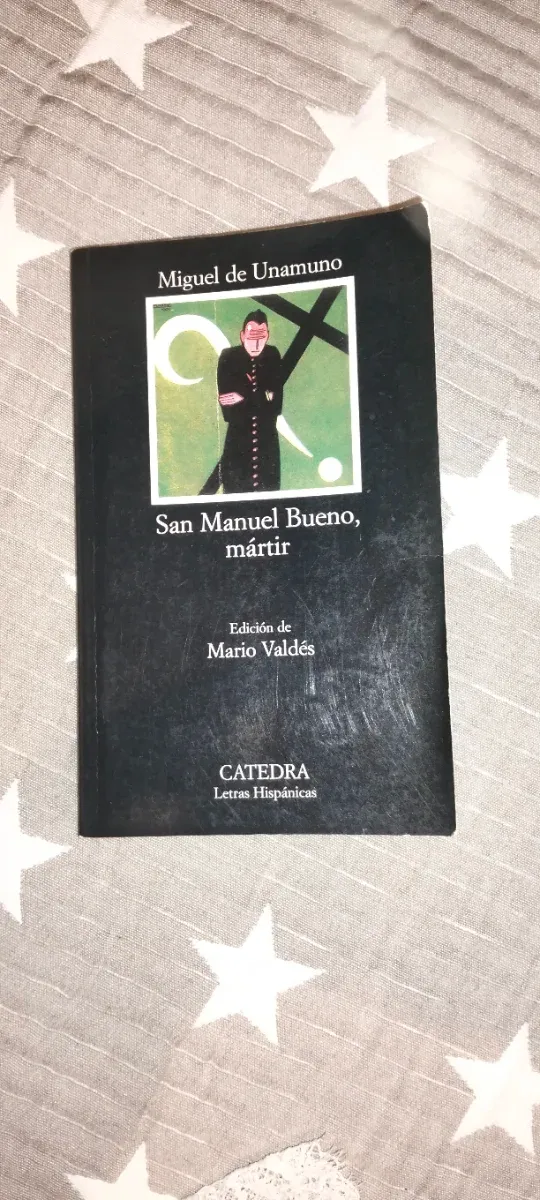 Miguel de Unamuno
San Manuel Bueno,
mártir
Edición de
Mario Valdés
CATEDRA
Letras Hispánicas